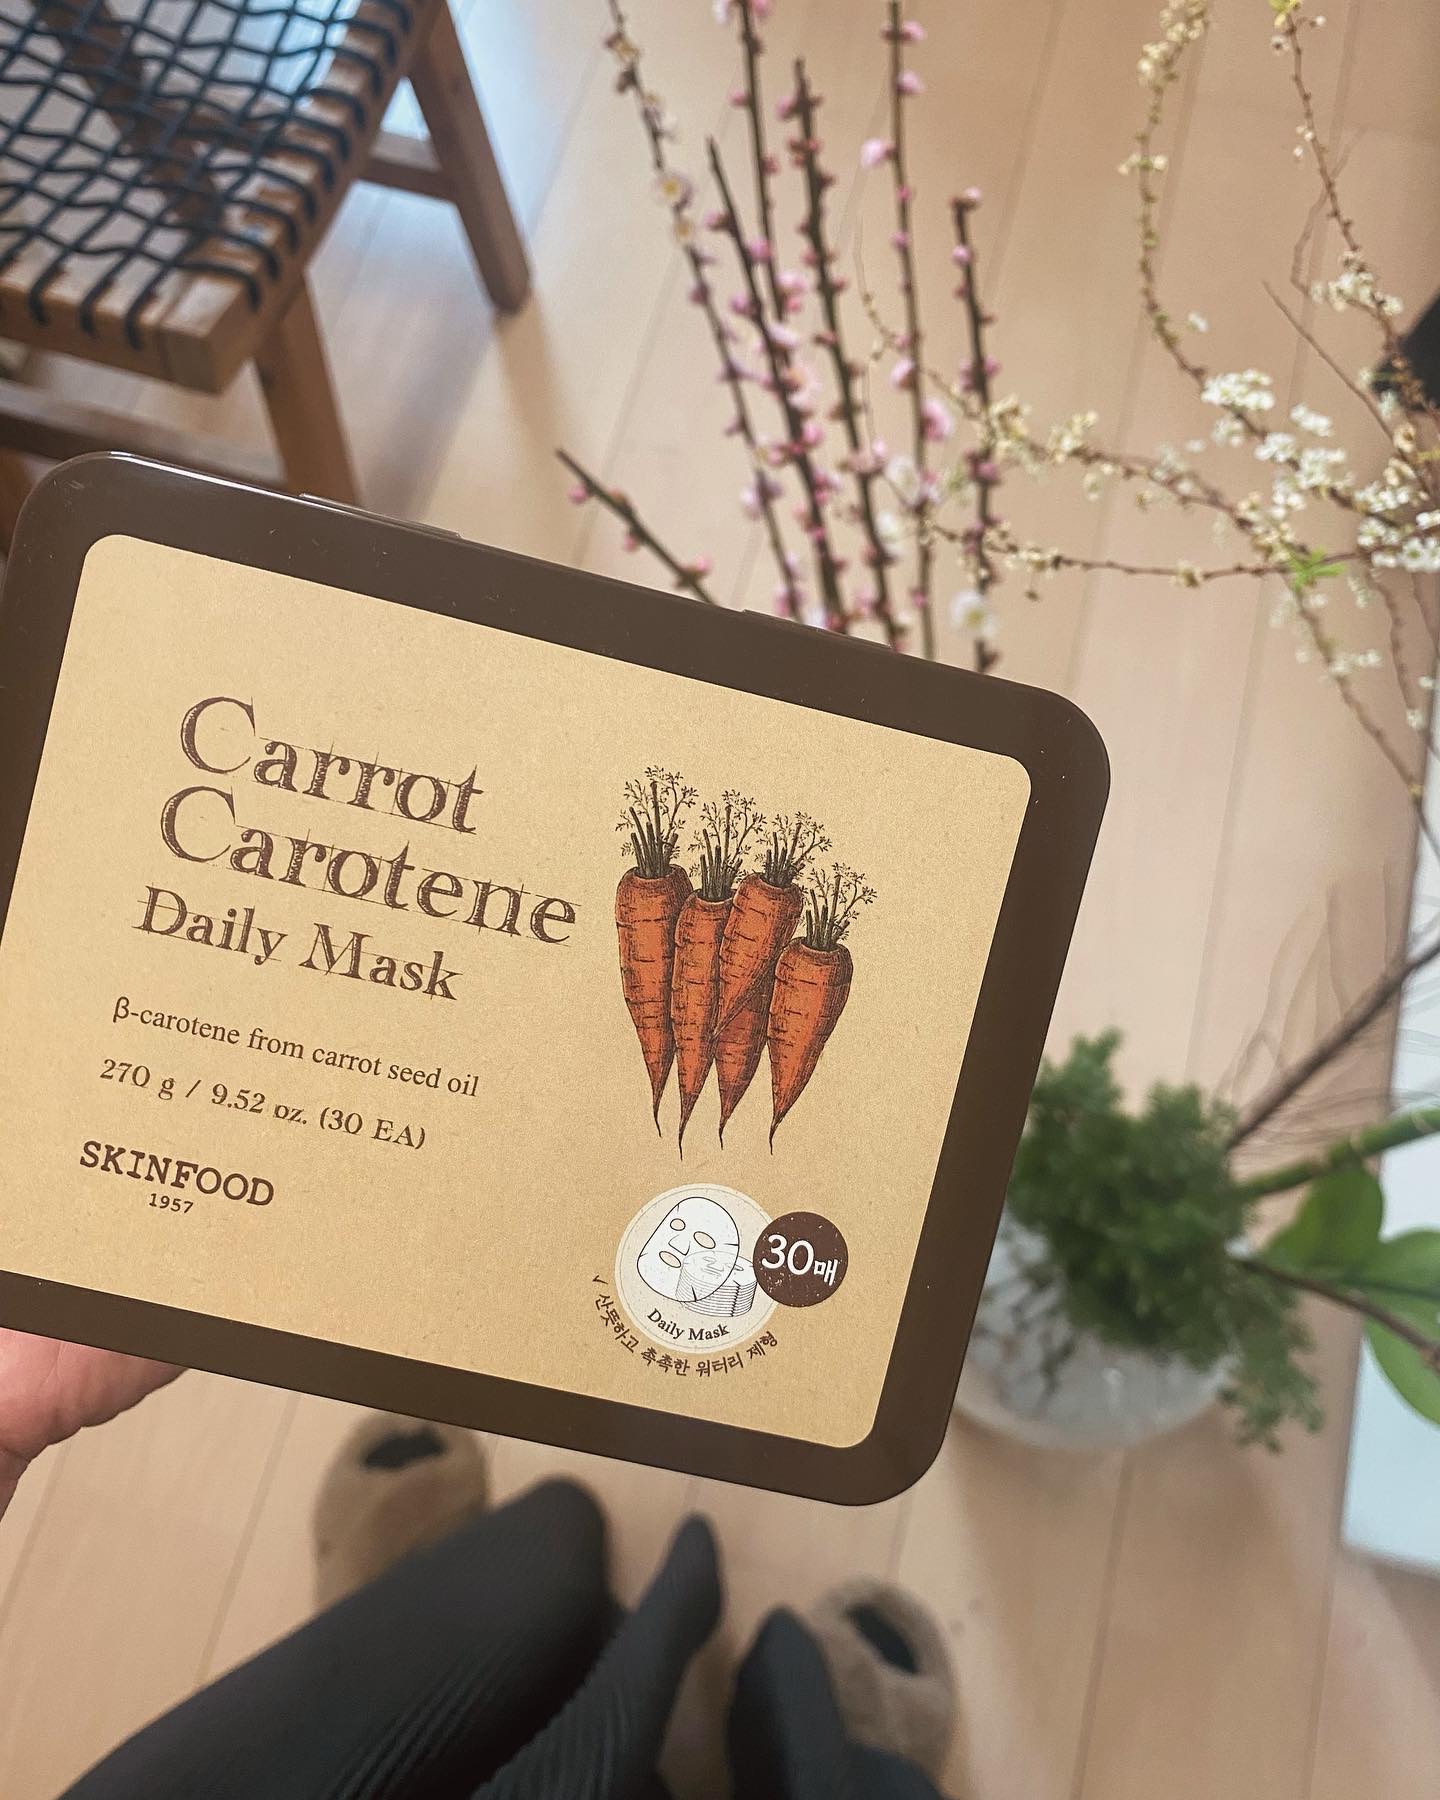 Carrot
Carotene
Daily Mask
β-carotene from carrot seed oil
270 g / 9.52 oz. (30 EA)
SKINFOOD
1957
30매
Daily Mask
✓ 산뜻하고 촉촉한 워터리 제형